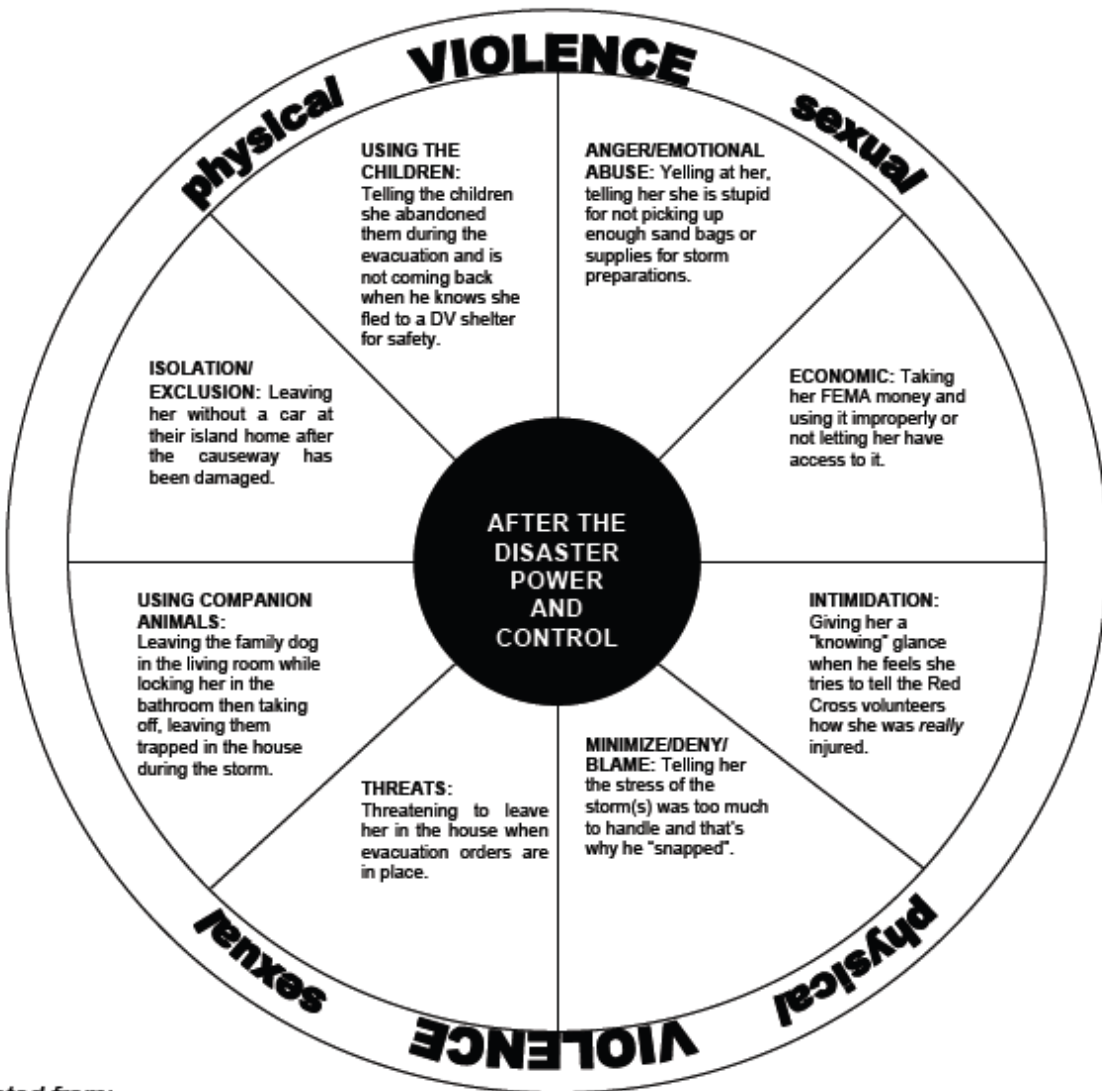 physical VIOLENCE sexual
USING THE
CHILDREN:
Telling the children
she abandoned
them during the
evacuation and is
not coming back
when he knows she
fled to a DV shelter
for safety.
ANGER/EMOTIONAL
ABUSE: Yelling at her,
telling her she is stupid
for not picking up
enough sand bags or
supplies for storm
preparations.
ISOLATION/
EXCLUSION: Leaving
her without a car at
their island home after
the causeway has
been damaged.
ECONOMIC: Taking
her FEMA money and
using it improperly or
not letting her have
access to it.
AFTER THE
DISASTER
POWER
AND
CONTROL
USING COMPANION
ANIMALS:
Leaving the family dog
in the living room while
locking her in the
bathroom then taking
off, leaving them
trapped in the house
during the storm.
INTIMIDATION:
Giving her a
"knowing" glance
when he feels she
tries to tell the Red
Cross volunteers
how she was really
injured.
THREATS:
Threatening to leave
her in the house when
evacuation orders are
in place.
MINIMIZE/DENY/
BLAME: Telling her
the stress of the
storm(s) was too much
to handle and that's
why he "snapped".
physical VIOLENCE sexual